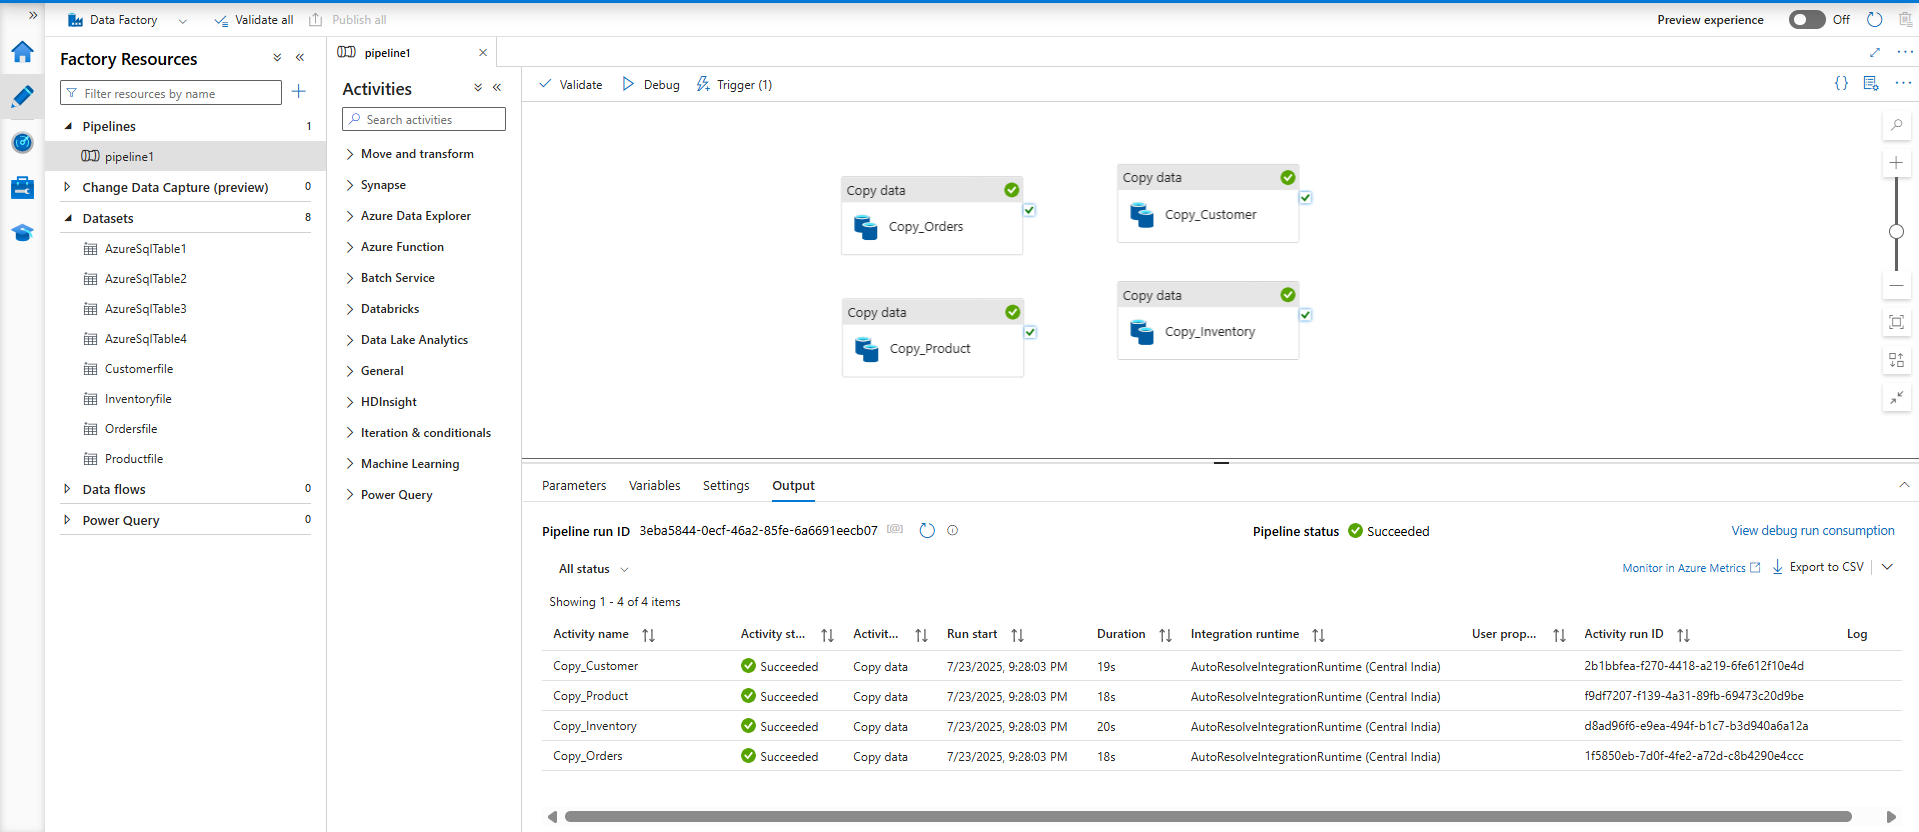 Data Factory
Validate all
Publish all
Preview experience
Off
Factory Resources
Filter resources by name
Pipelines 1
pipeline1
Change Data Capture (preview) 0
Datasets 8
AzureSqlTable1
AzureSqlTable2
AzureSqlTable3
AzureSqlTable4
Customerfile
Inventoryfile
Ordersfile
Productfile
Data flows 0
Power Query 0
pipeline1
Activities
Search activities
Move and transform
Synapse
Azure Data Explorer
Azure Function
Batch Service
Databricks
Data Lake Analytics
General
HDInsight
Iteration & conditionals
Machine Learning
Power Query
Validate
Debug
Trigger (1)
Copy data
Copy_Orders
Copy data
Copy_Customer
Copy data
Copy_Product
Copy data
Copy_Inventory
Parameters Variables Settings Output
Pipeline run ID 3eba5844-0ecf-46a2-85fe-6a6691eecb07
Pipeline status Succeeded
View debug run consumption
All status
Monitor in Azure Metrics
Export to CSV
Showing 1 - 4 of 4 items
Activity name Activity st... Activit... Run start Duration Integration runtime User prop... Activity run ID Log
Copy_Customer Succeeded Copy data 7/23/2025, 9:28:03 PM 19s AutoResolveIntegrationRuntime (Central India) 2b1bbfea-f270-4418-a219-6fe612f10e4d
Copy_Product Succeeded Copy data 7/23/2025, 9:28:03 PM 18s AutoResolveIntegrationRuntime (Central India) f9df7207-f139-4a31-89fb-69473c20d9be
Copy_Inventory Succeeded Copy data 7/23/2025, 9:28:03 PM 20s AutoResolveIntegrationRuntime (Central India) d8ad96f6-e9ea-494f-b1c7-b3d940a6a12a
Copy_Orders Succeeded Copy data 7/23/2025, 9:28:03 PM 18s AutoResolveIntegrationRuntime (Central India) 1f5850eb-7d0f-4fe2-a72d-c8b4290e4ccc